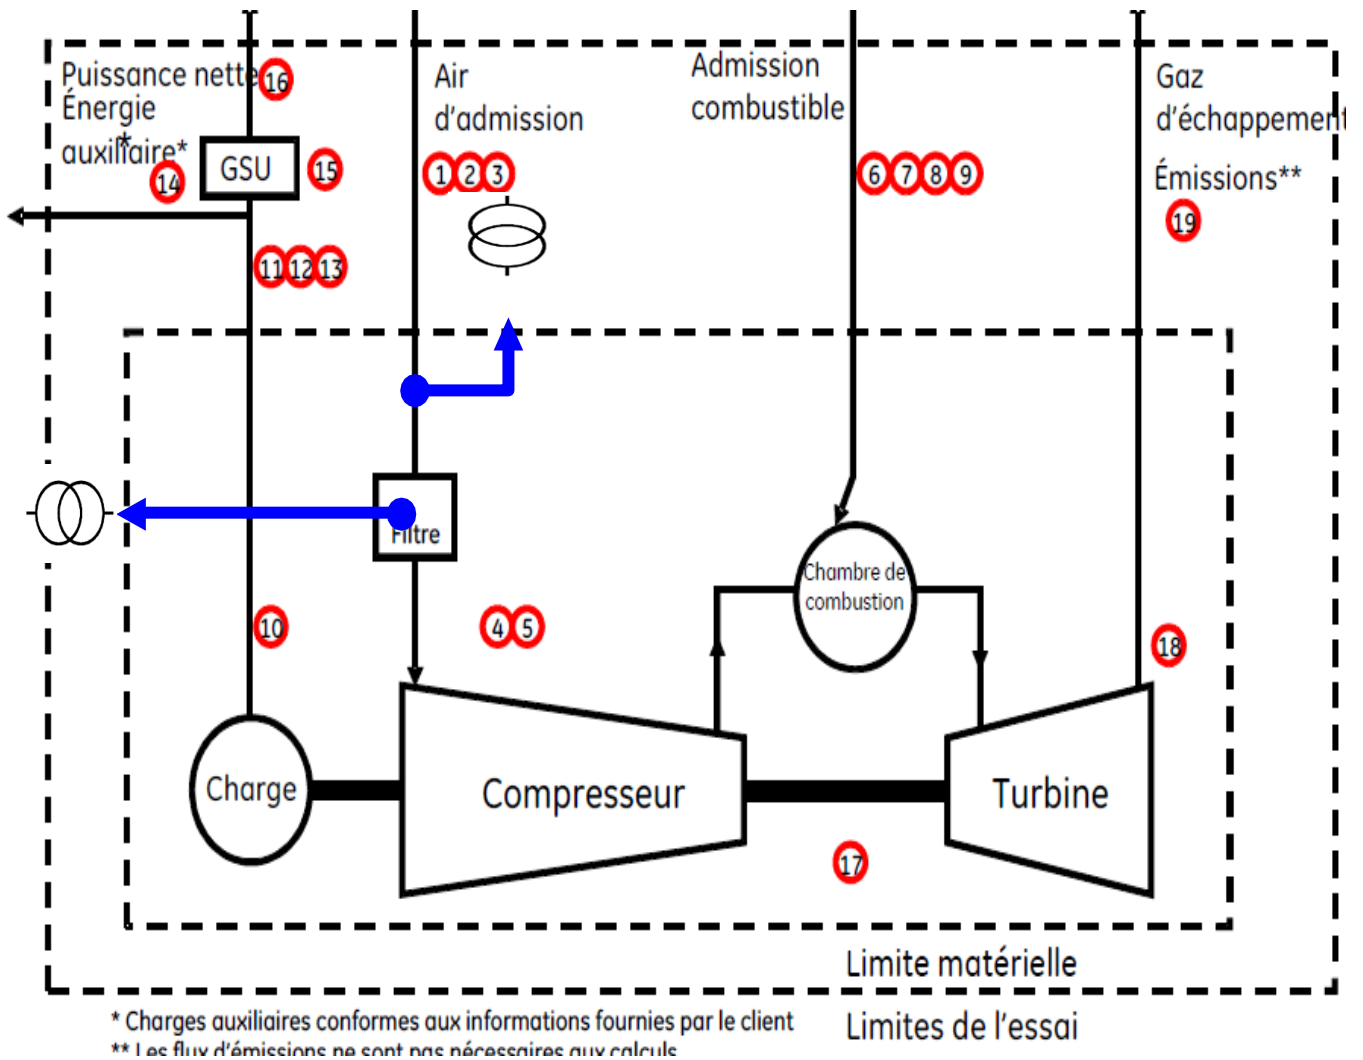 Puissance nette
16
Énergie
auxiliaire*
*
14
GSU
15
11 12 13
Air
d'admission
1 2 3
Admission
combustible
6 7 8 9
Gaz
d'échappement
Émissions**
19
Filtre
Chambre de
combustion
10
4 5
18
Charge
Compresseur
Turbine
17
Limite matérielle
Limites de l'essai
* Charges auxiliaires conformes aux informations fournies par le client
** Les flux d'émissions ne sont pas nécessaires aux calculs